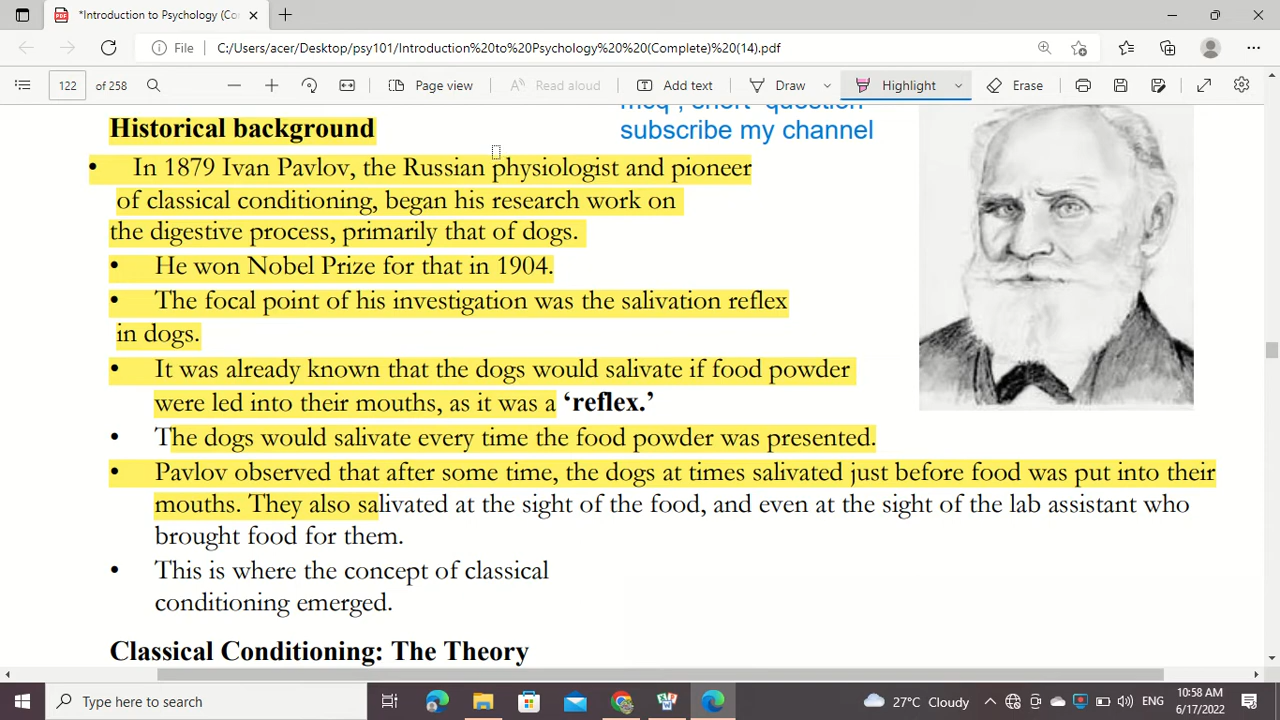 *Introduction to Psychology (Co
File C:/Users/acer/Desktop/psy101/Introduction%20to%20Psychology%20%20(Complete)%20(14).pdf
122 of 258 Page view Read aloud Add text Draw Highlight Erase
subscribe my channel
Historical background
• In 1879 Ivan Pavlov, the Russian physiologist and pioneer
of classical conditioning, began his research work on
the digestive process, primarily that of dogs.
• He won Nobel Prize for that in 1904.
• The focal point of his investigation was the salivation reflex
in dogs.
• It was already known that the dogs would salivate if food powder
were led into their mouths, as it was a ‘reflex.’
• The dogs would salivate every time the food powder was presented.
• Pavlov observed that after some time, the dogs at times salivated just before food was put into their
mouths. They also salivated at the sight of the food, and even at the sight of the lab assistant who
brought food for them.
• This is where the concept of classical
conditioning emerged.
Classical Conditioning: The Theory
Type here to search
27°C Cloudy ENG
10:58 AM
6/17/2022